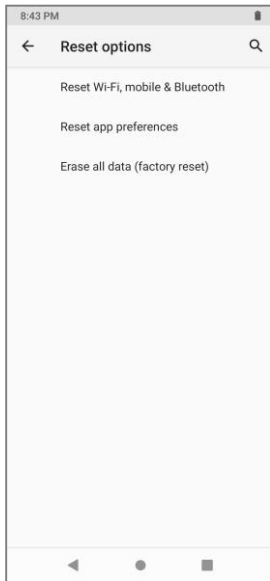 8:43 PM
Reset options
Reset Wi-Fi, mobile & Bluetooth
Reset app preferences
Erase all data (factory reset)